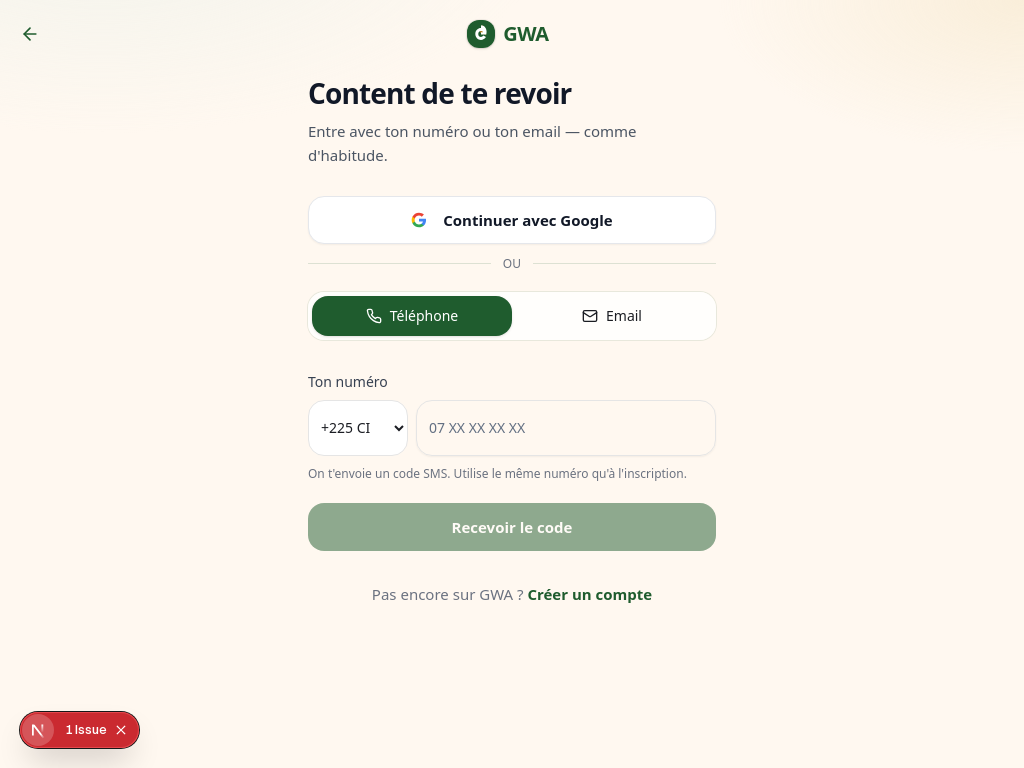 GWA
Content de te revoir
Entre avec ton numéro ou ton email — comme
d'habitude.
Continuer avec Google
OU
Téléphone
Email
Ton numéro
+225 CI
07 XX XX XX XX
On t'envoie un code SMS. Utilise le même numéro qu'à l'inscription.
Recevoir le code
Pas encore sur GWA ? Créer un compte
N
1 Issue